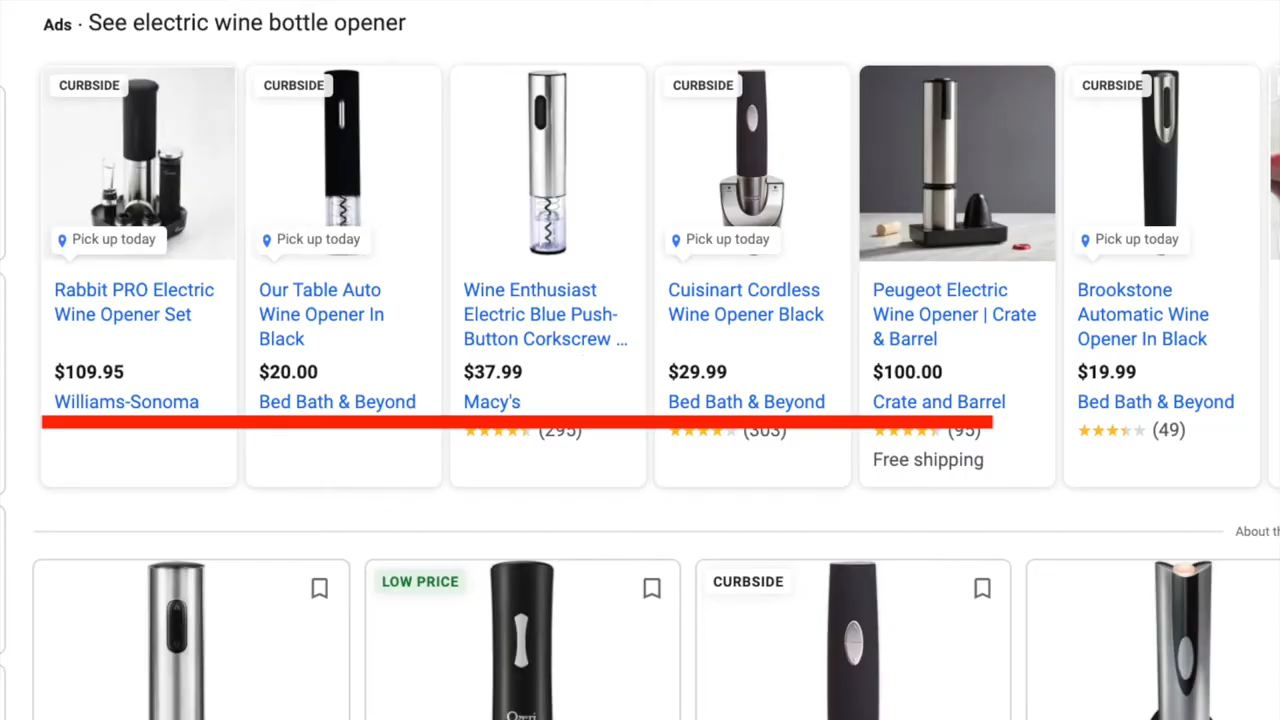 Ads · See electric wine bottle opener
CURBSIDE
Pick up today
Rabbit PRO Electric
Wine Opener Set
$109.95
Williams-Sonoma
CURBSIDE
Pick up today
Our Table Auto
Wine Opener In
Black
$20.00
Bed Bath & Beyond
Wine Enthusiast
Electric Blue Push-
Button Corkscrew ...
$37.99
Macy's
(295)
CURBSIDE
Pick up today
Cuisinart Cordless
Wine Opener Black
$29.99
Bed Bath & Beyond
(303)
Peugeot Electric
Wine Opener | Crate
& Barrel
$100.00
Crate and Barrel
(95)
Free shipping
CURBSIDE
Pick up today
Brookstone
Automatic Wine
Opener In Black
$19.99
Bed Bath & Beyond
(49)
About th
LOW PRICE
Ozeri
CURBSIDE